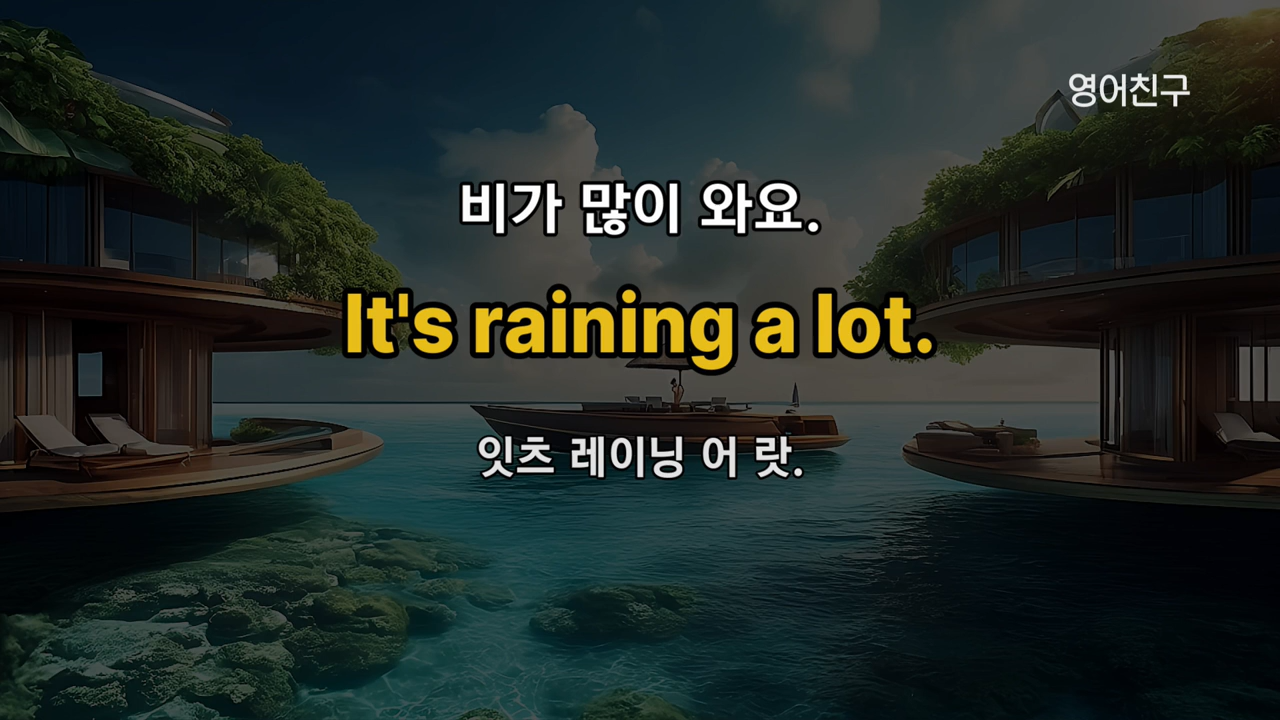 영어친구
비가 많이 와요.
It's raining a lot.
잇츠 레이닝 어 랏.